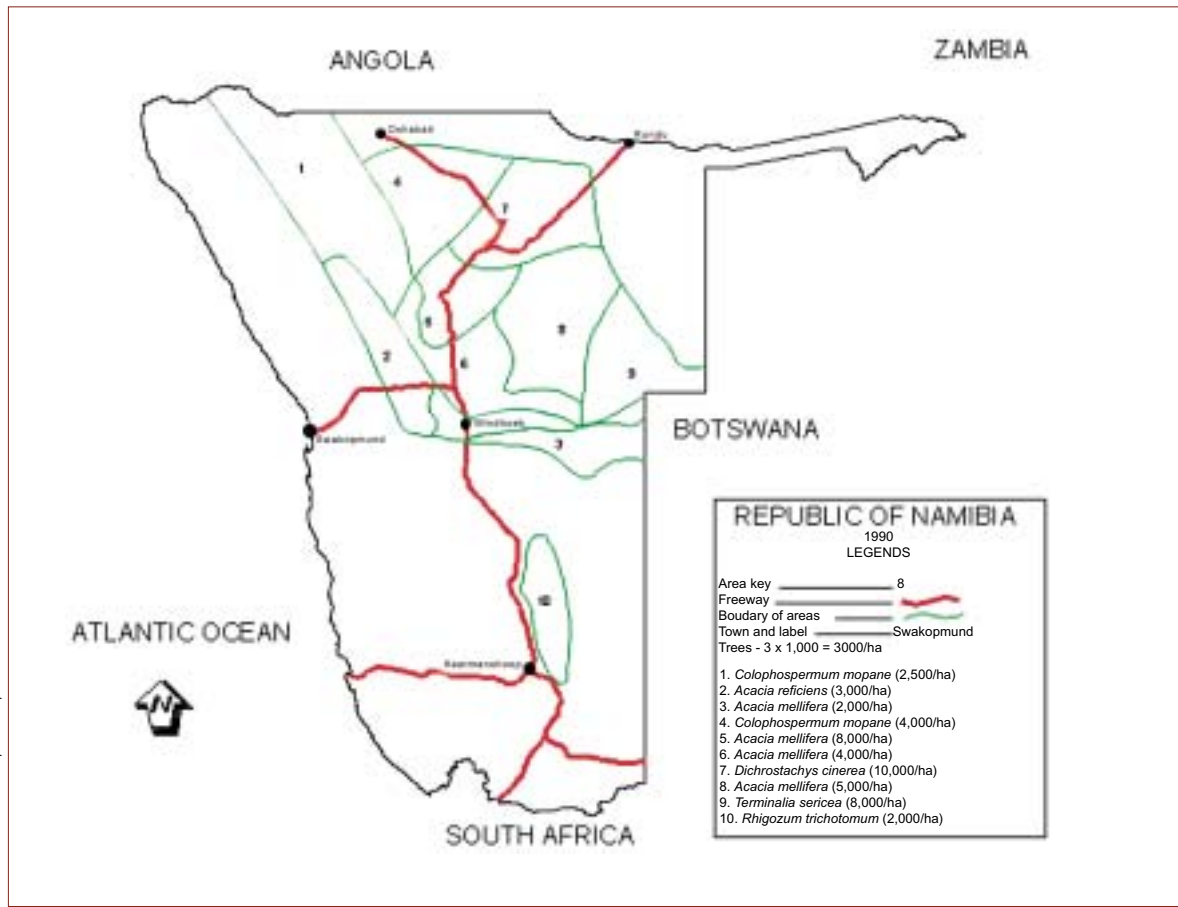 ZAMBIA
ANGOLA
Oshakati
Rundu
1
4
7
5
8
2
6
9
Windhoek
Swakopmund
3
BOTSWANA
REPUBLIC OF NAMIBIA
1990
LEGENDS
Area key 8
Freeway
Boudary of areas
Town and label Swakopmund
Trees - 3 x 1,000 = 3000/ha
1. Colophospermum mopane (2,500/ha)
2. Acacia reficiens (3,000/ha)
3. Acacia mellifera (2,000/ha)
4. Colophospermum mopane (4,000/ha)
5. Acacia mellifera (8,000/ha)
6. Acacia mellifera (4,000/ha)
7. Dichrostachys cinerea (10,000/ha)
8. Acacia mellifera (5,000/ha)
9. Terminalia sericea (8,000/ha)
10. Rhigozum trichotomum (2,000/ha)
10
ATLANTIC OCEAN
Keetmanshoop
N
SOUTH AFRICA